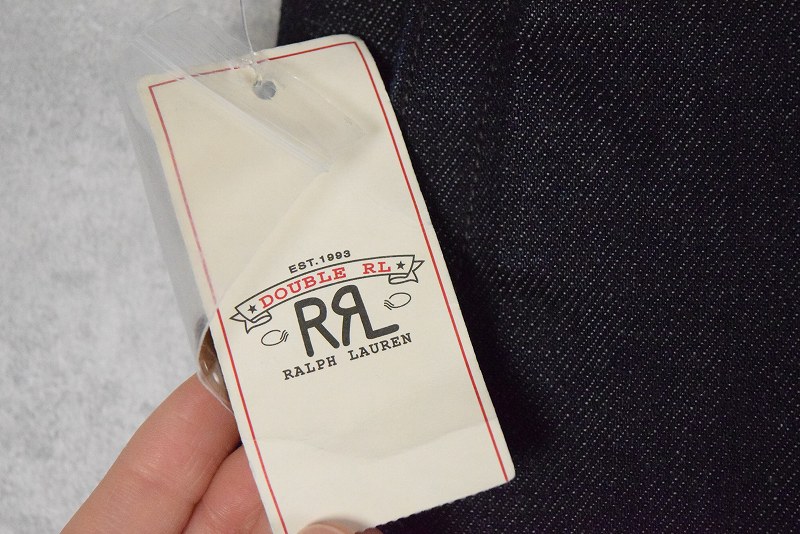 EST.1993
DOUBLE RL
RRL
RALPH LAUREN